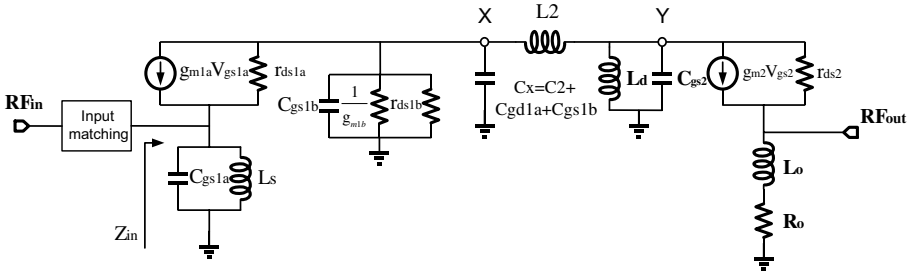 X
L2
Y
gm1aVgs1a
rds1a
Cgs1b
1
gm1b
rds1b
Cx=C2+
Cgd1a+Cgs1b
Ld
Cgs2
gm2Vgs2
rds2
RFin
Input
matching
RFout
Cgs1a
Ls
Lo
Zin
Ro